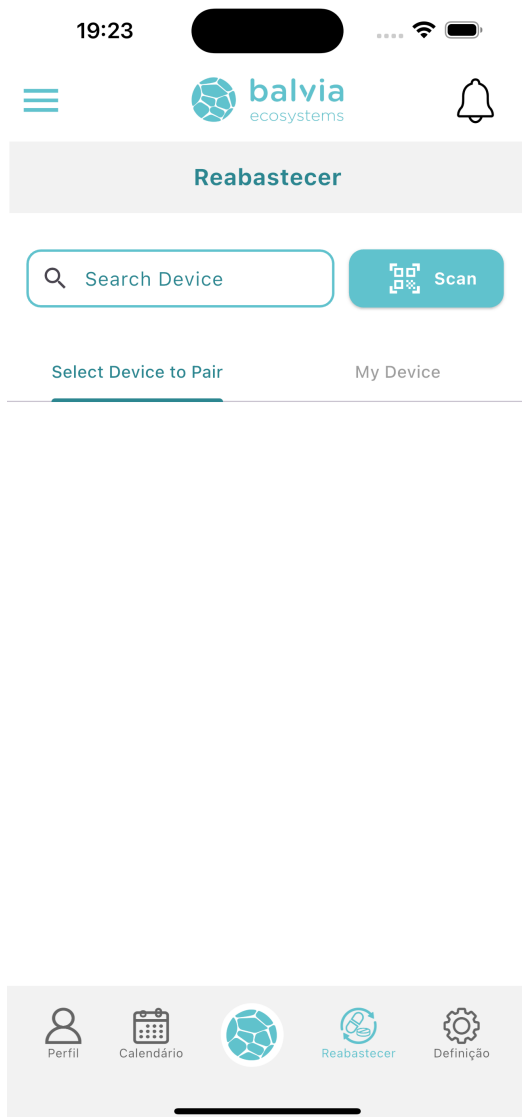 19:23
balvia
ecosystems
Reabastecer
Search Device
Scan
Select Device to Pair
My Device
Perfil
Calendário
Reabastecer
Definição